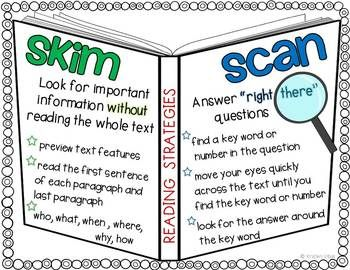 skim
Look for important
information without
reading the whole text
preview text features
read the first sentence
of each paragraph and
last paragraph
who, what, when, where,
why, how
READING STRATEGIES
scan
Answer "right there"
questions
find a key word or
number in the question
move your eyes quickly
across the text until you
find the key word or number
look for the answer around
the key word